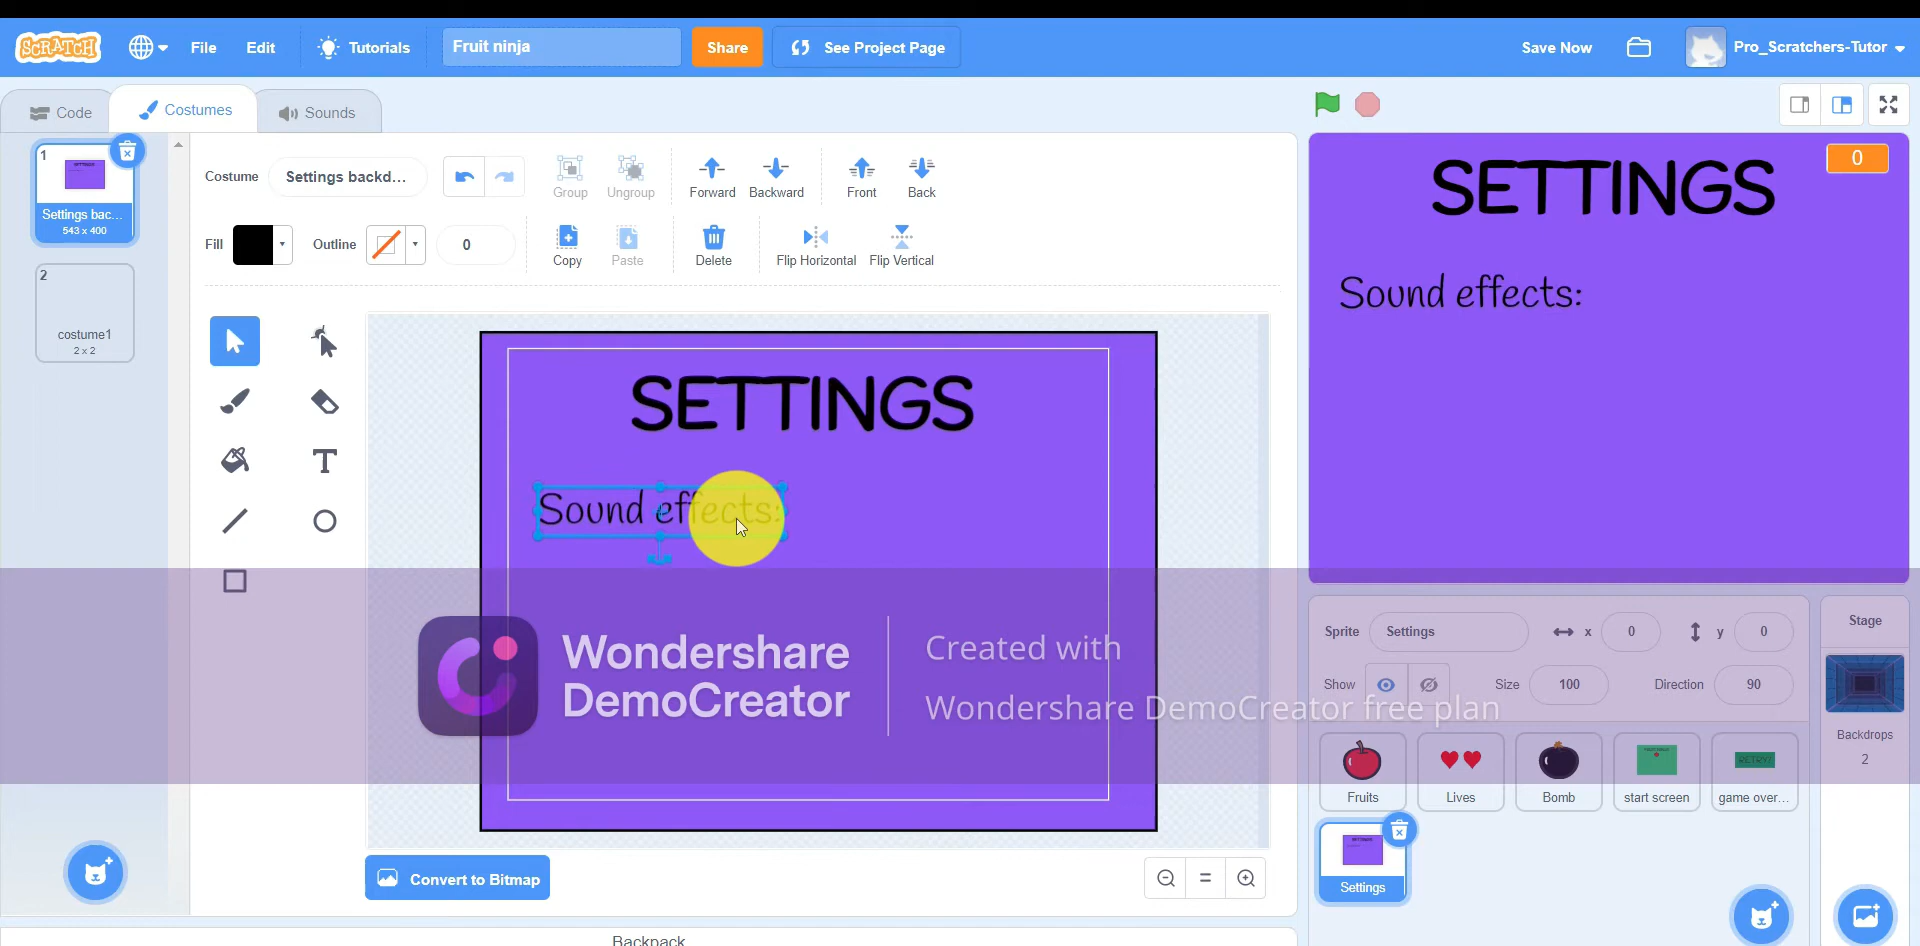 SCRATCH File Edit Tutorials Fruit ninja Share See Project Page Save Now Pro_Scratchers-Tutor
Code Costumes Sounds
1
Settings bac...
543 x 400
2
costume1
2 x 2
Costume Settings backd... Group Ungroup Forward Backward Front Back
Fill Outline 0 Copy Paste Delete Flip Horizontal Flip Vertical
SETTINGS
Sound effects:
Convert to Bitmap
Backpack
SETTINGS
0
Sound effects:
Wondershare
DemoCreator
Created with
Wondershare DemoCreator free plan
Sprite Settings x 0 y 0
Show Size 100 Direction 90
Fruits Lives Bomb start screen game over...
RETRY?
Settings
Stage
Backdrops
2